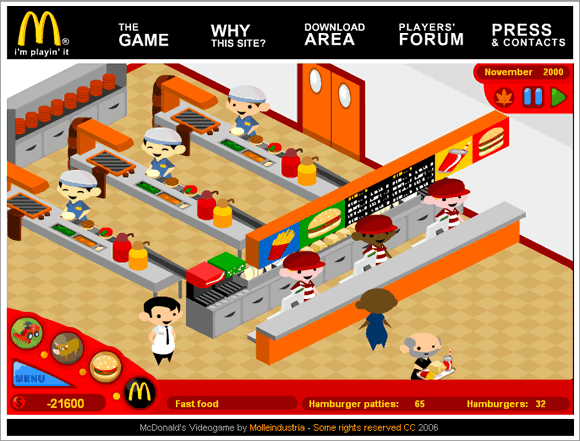 M®
i'm playin' it
THE
GAME
WHY
THIS SITE?
DOWNLOAD
AREA
PLAYERS'
FORUM
PRESS
& CONTACTS
November 2000
MENU
$ -21600
Fast food
Hamburger patties: 65
Hamburgers: 32
McDonald's Videogame by Molleindustria - Some rights reserved CC 2006